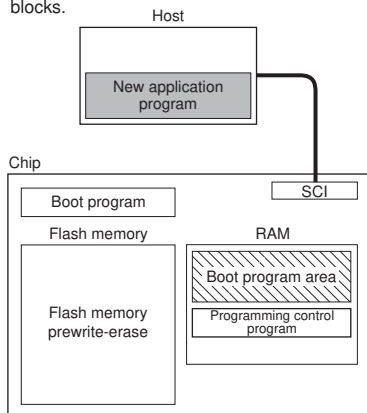 blocks.
Host
New application
program
Chip
SCI
Boot program
Flash memory
RAM
Boot program area
Flash memory
prewrite-erase
Programming control
program